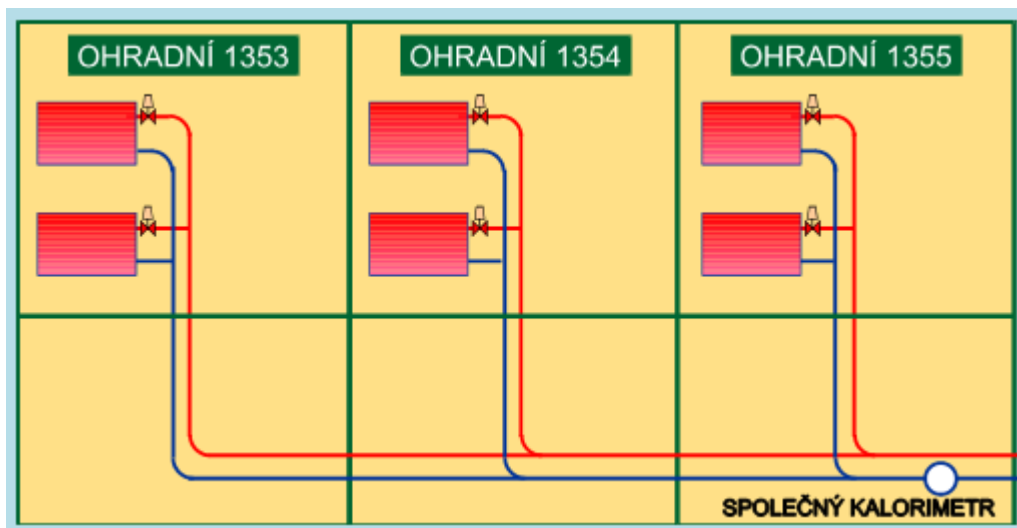 OHRADNÍ 1353
OHRADNÍ 1354
OHRADNÍ 1355
SPOLEČNÝ KALORIMETR